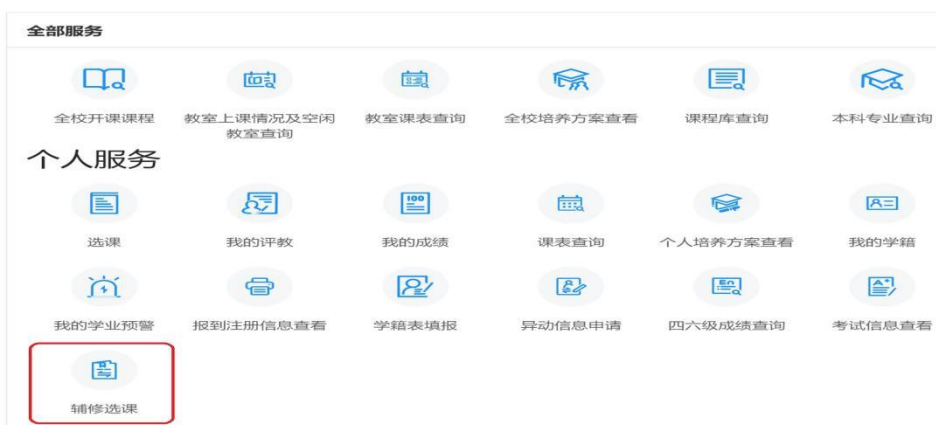 全部服务
全校开课课程
教室上课情况及空闲
教室查询
教室课表查询
全校培养方案查看
课程库查询
本科专业查询
个人服务
100
选课
我的评教
我的成绩
课表查询
个人培养方案查看
我的学籍
En
A+
我的学业预警
报到注册信息查看
学籍表填报
异动信息申请
四六级成绩查询
考试信息查看
辅修选课